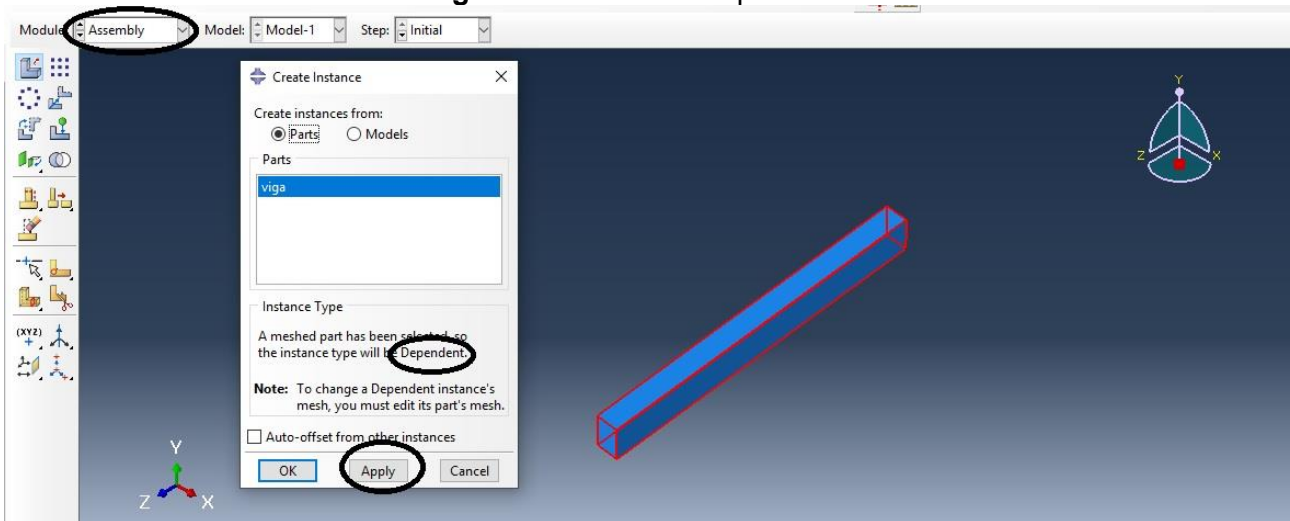 Module: Assembly Model: Model-1 Step: Initial
Create Instance
Create instances from:
Parts Models
Parts
viga
Instance Type
A meshed part has been selected, so
the instance type will be Dependent.
Note: To change a Dependent instance's
mesh, you must edit its part's mesh.
Auto-offset from other instances
OK Apply Cancel
(XYZ)
Y
Z X
Y
Z X